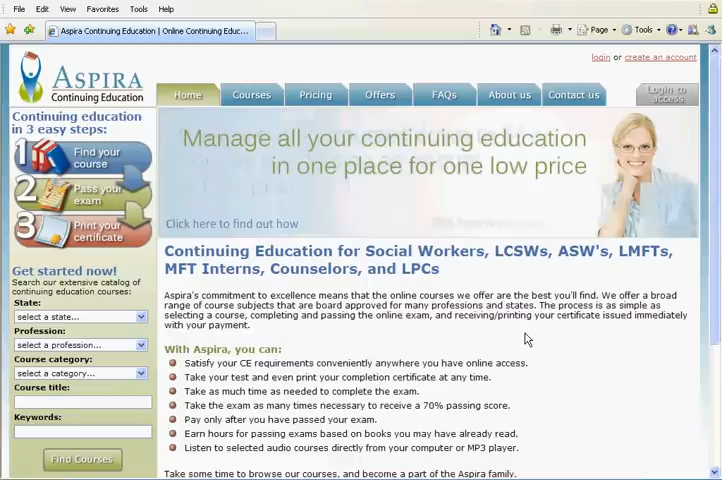 File Edit View Favorites Tools Help
Aspira Continuing Education | Online Continuing Educ...
Page Tools
login or create an account
ASPIRA
Continuing Education
Home Courses Pricing Offers FAQs About us Contact us
Login to
access
Continuing education
in 3 easy steps:
1 Find your
course
2 Pass your
exam
3 Print your
certificate
Manage all your continuing education
in one place for one low price
Click here to find out how
Get started now!
Search our extensive catalog of
continuing education courses:
State:
select a state...
Profession:
select a profession...
Course category:
select a category...
Course title:
Keywords:
Find Courses
Continuing Education for Social Workers, LCSWs, ASW's, LMFTs,
MFT Interns, Counselors, and LPCs
Aspira's commitment to excellence means that the online courses we offer are the best you'll find. We offer a broad
range of course subjects that are board approved for many professions and states. The process is as simple as
selecting a course, completing and passing the online exam, and receiving/printing your certificate issued immediately
with your payment.
With Aspira, you can:
Satisfy your CE requirements conveniently anywhere you have online access.
Take your test and even print your completion certificate at any time.
Take as much time as needed to complete the exam.
Take the exam as many times necessary to receive a 70% passing score.
Pay only after you have passed your exam.
Earn hours for passing exams based on books you may have already read.
Listen to selected audio courses directly from your computer or MP3 player.
Take some time to browse our courses, and become a part of the Aspira family.